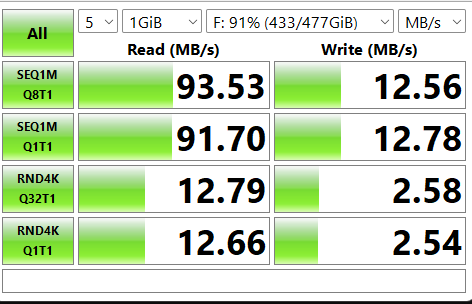 All 5 1GiB F: 91% (433/477GiB) MB/s
Read (MB/s) Write (MB/s)
SEQ1M
Q8T1 93.53 12.56
SEQ1M
Q1T1 91.70 12.78
RND4K
Q32T1 12.79 2.58
RND4K
Q1T1 12.66 2.54